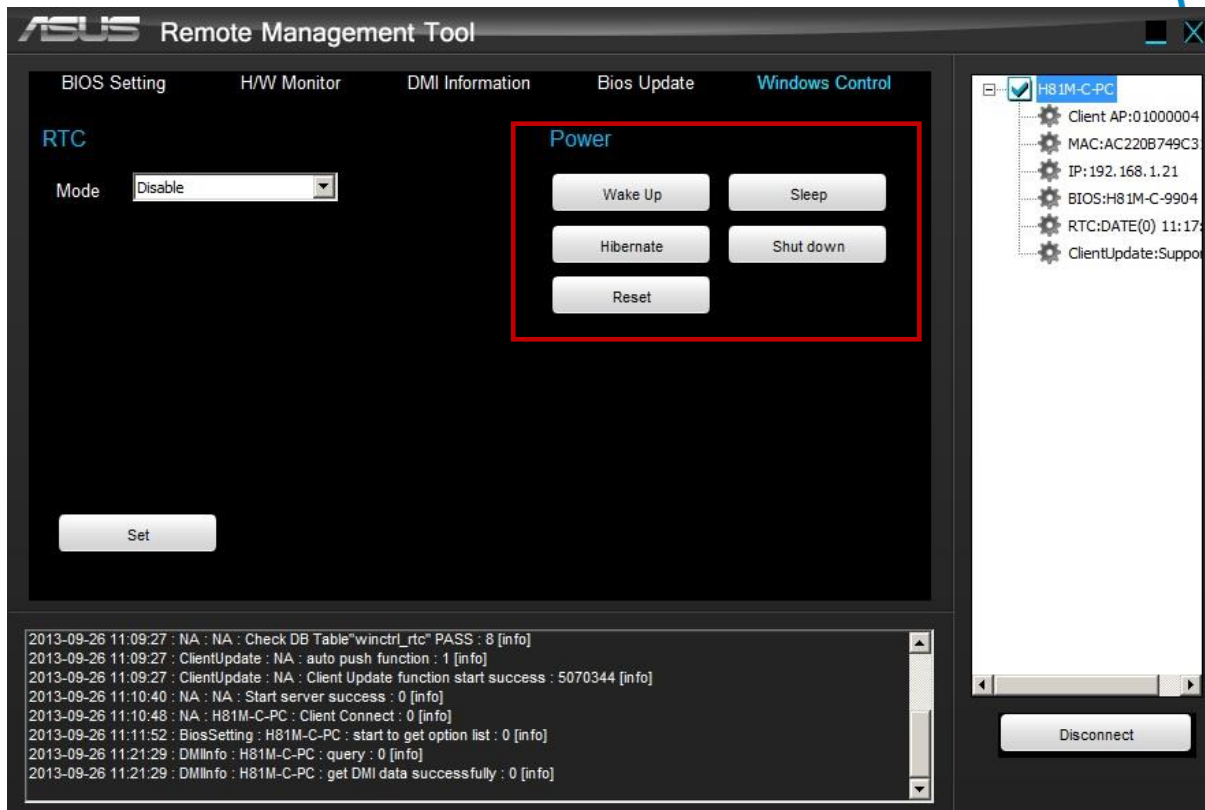 ASUS Remote Management Tool
BIOS Setting H/W Monitor DMI Information Bios Update Windows Control
RTC
Mode Disable
Power
Wake Up Sleep
Hibernate Shut down
Reset
Set
H81M-C-PC
Client AP:01000004
MAC:AC220B749C3
IP:192.168.1.21
BIOS:H81M-C-9904
RTC:DATE(0) 11:17:
ClientUpdate:Suppo
Disconnect
2013-09-26 11:09:27 : NA : NA : Check DB Table"winctrl_rtc" PASS : 8 [info]
2013-09-26 11:09:27 : ClientUpdate : NA : auto push function : 1 [info]
2013-09-26 11:09:27 : ClientUpdate : NA : Client Update function start success : 5070344 [info]
2013-09-26 11:10:40 : NA : NA : Start server success : 0 [info]
2013-09-26 11:10:48 : NA : H81M-C-PC : Client Connect : 0 [info]
2013-09-26 11:11:52 : BiosSetting : H81M-C-PC : start to get option list : 0 [info]
2013-09-26 11:21:29 : DMIInfo : H81M-C-PC : query : 0 [info]
2013-09-26 11:21:29 : DMIInfo : H81M-C-PC : get DMI data successfully : 0 [info]